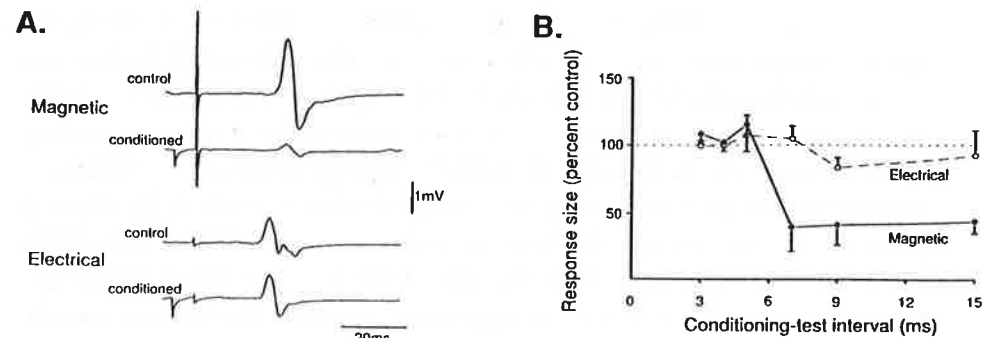 A.
control
Magnetic
conditioned
1mV
control
Electrical
conditioned
20ms
B.
Response size (percent control)
150
100
50
Electrical
Magnetic
0 3 6 9 12 15
Conditioning-test interval (ms)